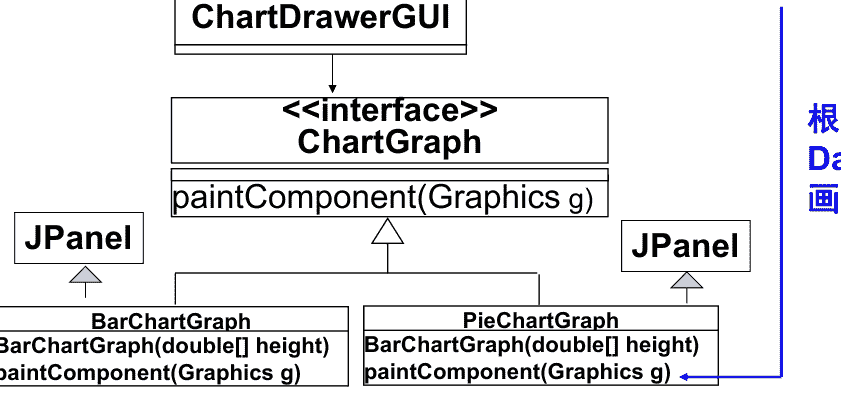 ChartDrawerGUI
<<interface>>
ChartGraph
paintComponent(Graphics g)
JPanel
JPanel
BarChartGraph
BarChartGraph(double[] height)
paintComponent(Graphics g)
PieChartGraph
BarChartGraph(double[] height)
paintComponent(Graphics g)
根
Da
画